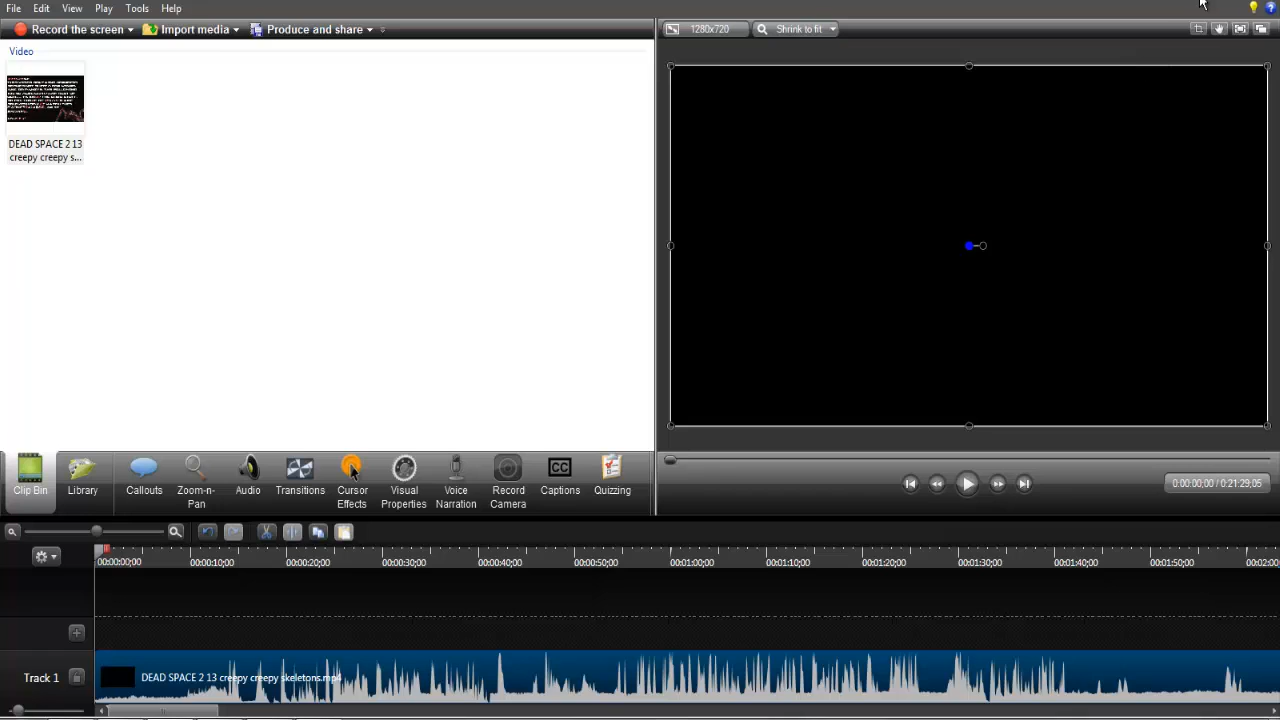 File Edit View Play Tools Help
Record the screen Import media Produce and share 1280x720 Shrink to fit
Video
DEAD SPACE 2 13
creepy creepy s...
Clip Bin Library Callouts Zoom-n-
Pan Audio Transitions Cursor
Effects Visual
Properties Voice
Narration Record
Camera Captions Quizzing
0:00:00;00 / 0:21:29;05
00:00:00;00 00:00:10;00 00:00:20;00 00:00:30;00 00:00:40;00 00:00:50;00 00:01:00;00 00:01:10;00 00:01:20;00 00:01:30;00 00:01:40;00 00:01:50;00 00:02:00
Track 1 DEAD SPACE 2 13 creepy creepy skeletons.mp4